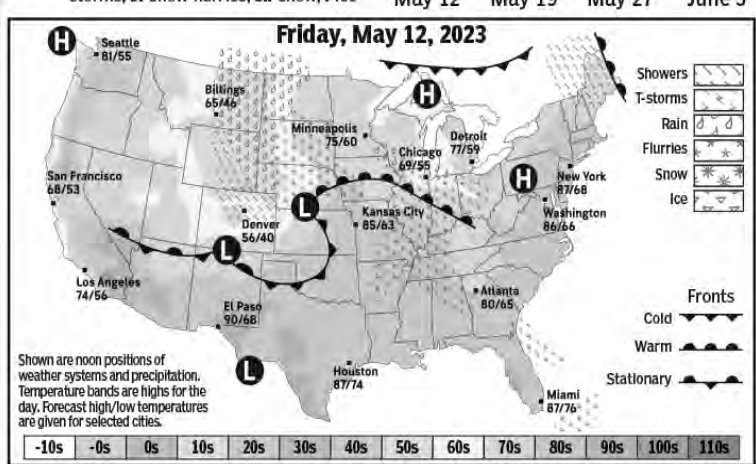 May 12 May 19 May 27 June 3
Friday, May 12, 2023
H
Seattle
81/55
Billings
65/46
Minneapolis
75/60
H
Detroit
77/59
Chicago
69/55
San Francisco
68/53
H
New York
87/68
Washington
86/66
L
Kansas City
85/63
Denver
56/40
L
Los Angeles
74/56
El Paso
90/68
Atlanta
80/65
L
Houston
87/74
Miami
87/76
Showers
T-storms
Rain
Flurries
Snow
Ice
Fronts
Cold
Warm
Stationary
Shown are noon positions of
weather systems and precipitation.
Temperature bands are highs for the
day. Forecast high/low temperatures
are given for selected cities.
-10s -0s 0s 10s 20s 30s 40s 50s 60s 70s 80s 90s 100s 110s